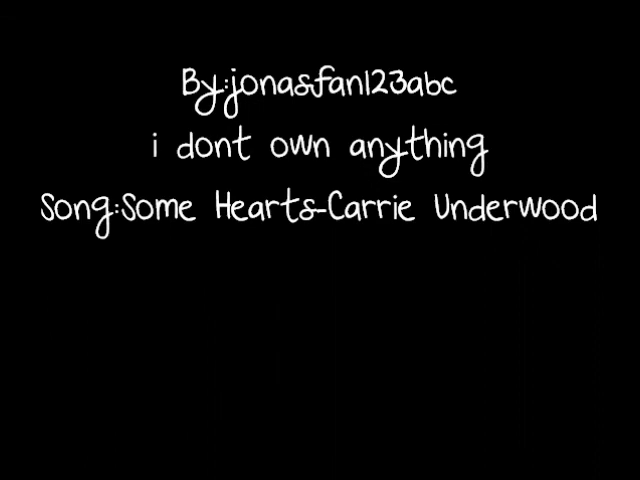 By:jonasfan123abc
i dont own anything
Song:Some Hearts-Carrie Underwood